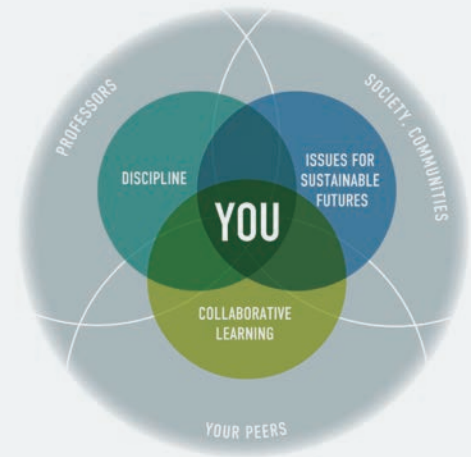 PROFESSORS
SOCIETY, COMMUNITIES
DISCIPLINE
ISSUES FOR
SUSTAINABLE
FUTURES
YOU
COLLABORATIVE
LEARNING
YOUR PEERS